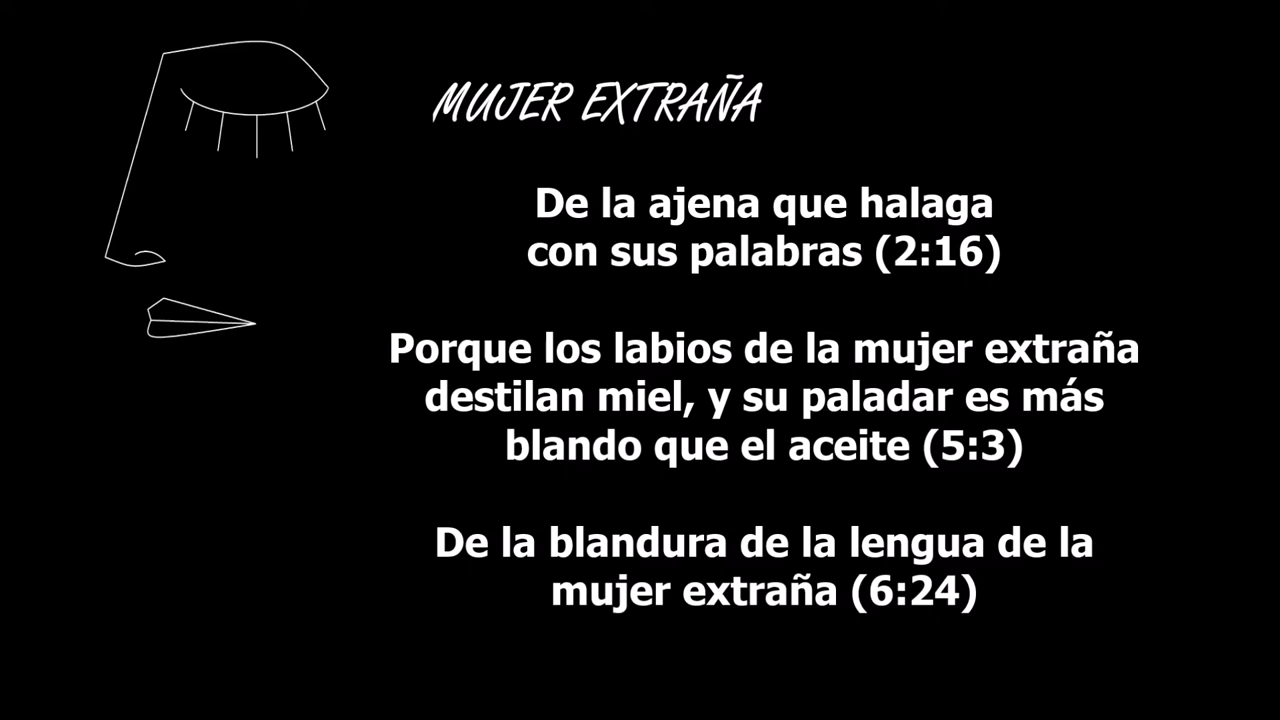 MUJER EXTRAÑA
De la ajena que halaga
con sus palabras (2:16)
Porque los labios de la mujer extraña
destilan miel, y su paladar es más
blando que el aceite (5:3)
De la blandura de la lengua de la
mujer extraña (6:24)